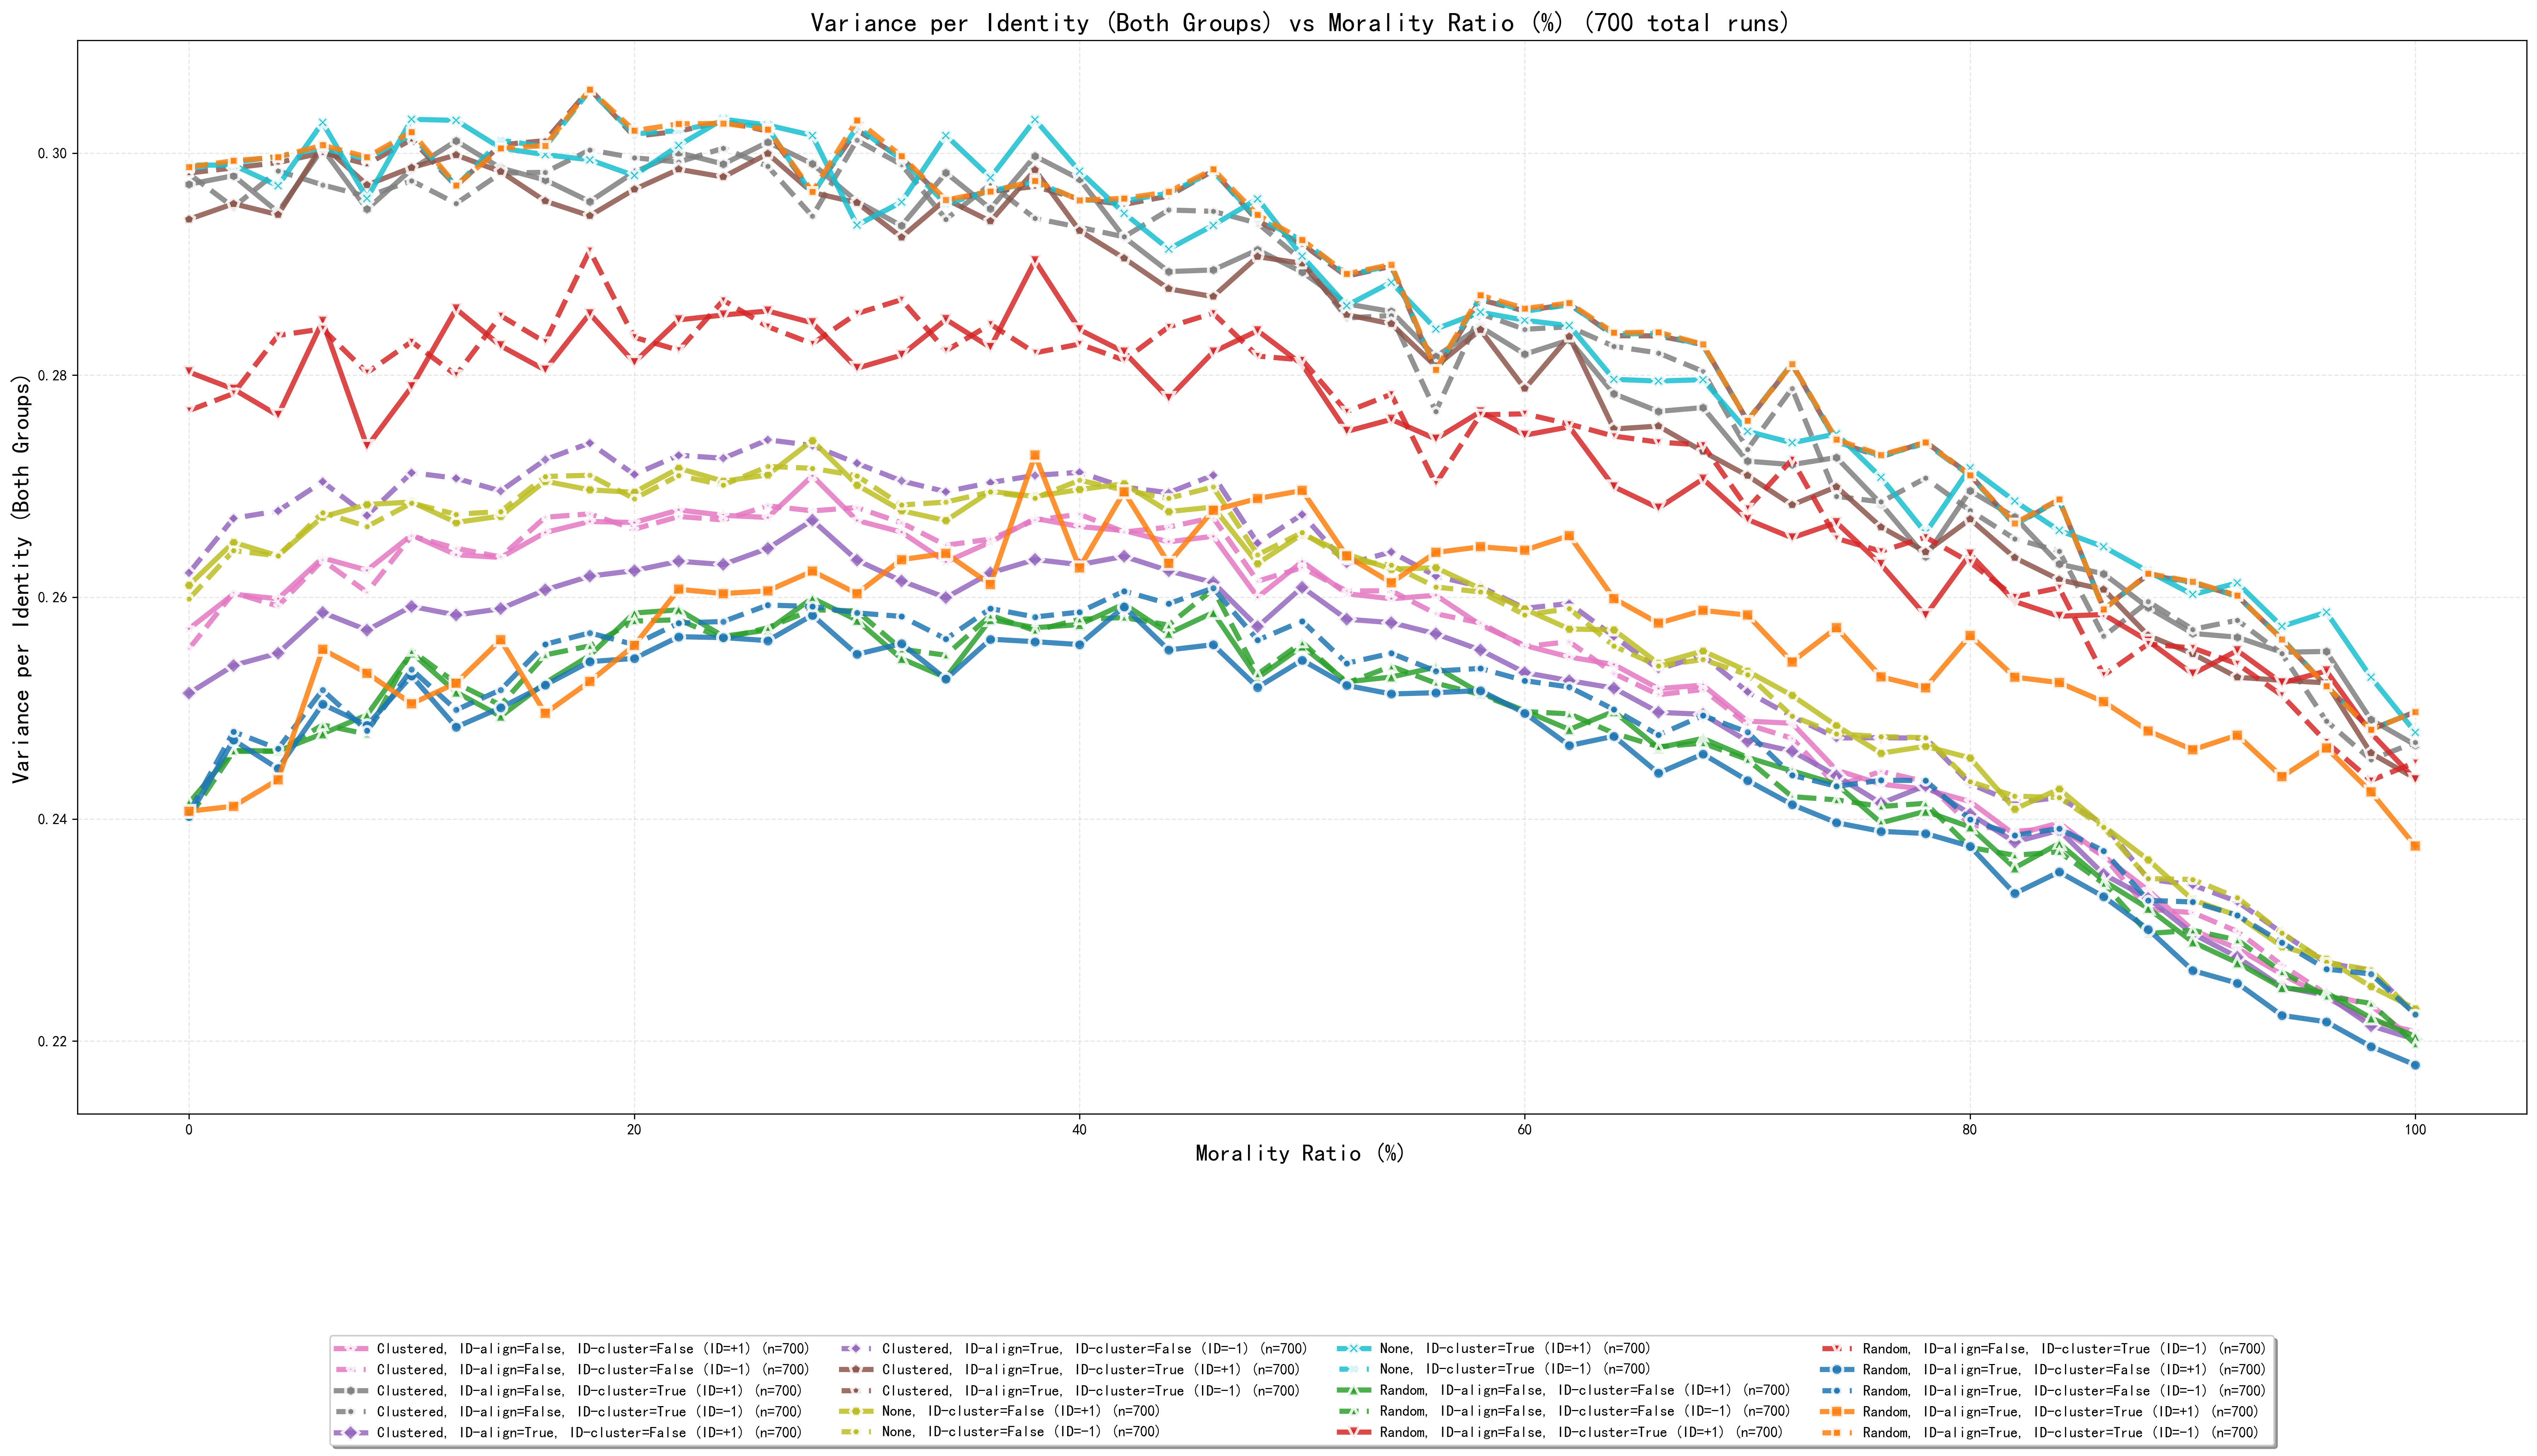 Variance per Identity (Both Groups) vs Morality Ratio (%) (700 total runs)
Variance per Identity (Both Groups)
0.30
0.28
0.26
0.24
0.22
0
20
40
60
80
100
Morality Ratio (%)
Clustered, ID-align=False, ID-cluster=False (ID=+1) (n=700)
Clustered, ID-align=False, ID-cluster=False (ID=-1) (n=700)
Clustered, ID-align=False, ID-cluster=True (ID=+1) (n=700)
Clustered, ID-align=False, ID-cluster=True (ID=-1) (n=700)
Clustered, ID-align=True, ID-cluster=False (ID=+1) (n=700)
Clustered, ID-align=True, ID-cluster=False (ID=-1) (n=700)
Clustered, ID-align=True, ID-cluster=True (ID=+1) (n=700)
Clustered, ID-align=True, ID-cluster=True (ID=-1) (n=700)
None, ID-cluster=False (ID=+1) (n=700)
None, ID-cluster=False (ID=-1) (n=700)
None, ID-cluster=True (ID=+1) (n=700)
None, ID-cluster=True (ID=-1) (n=700)
Random, ID-align=False, ID-cluster=False (ID=+1) (n=700)
Random, ID-align=False, ID-cluster=False (ID=-1) (n=700)
Random, ID-align=False, ID-cluster=True (ID=+1) (n=700)
Random, ID-align=False, ID-cluster=True (ID=-1) (n=700)
Random, ID-align=True, ID-cluster=False (ID=+1) (n=700)
Random, ID-align=True, ID-cluster=False (ID=-1) (n=700)
Random, ID-align=True, ID-cluster=True (ID=+1) (n=700)
Random, ID-align=True, ID-cluster=True (ID=-1) (n=700)